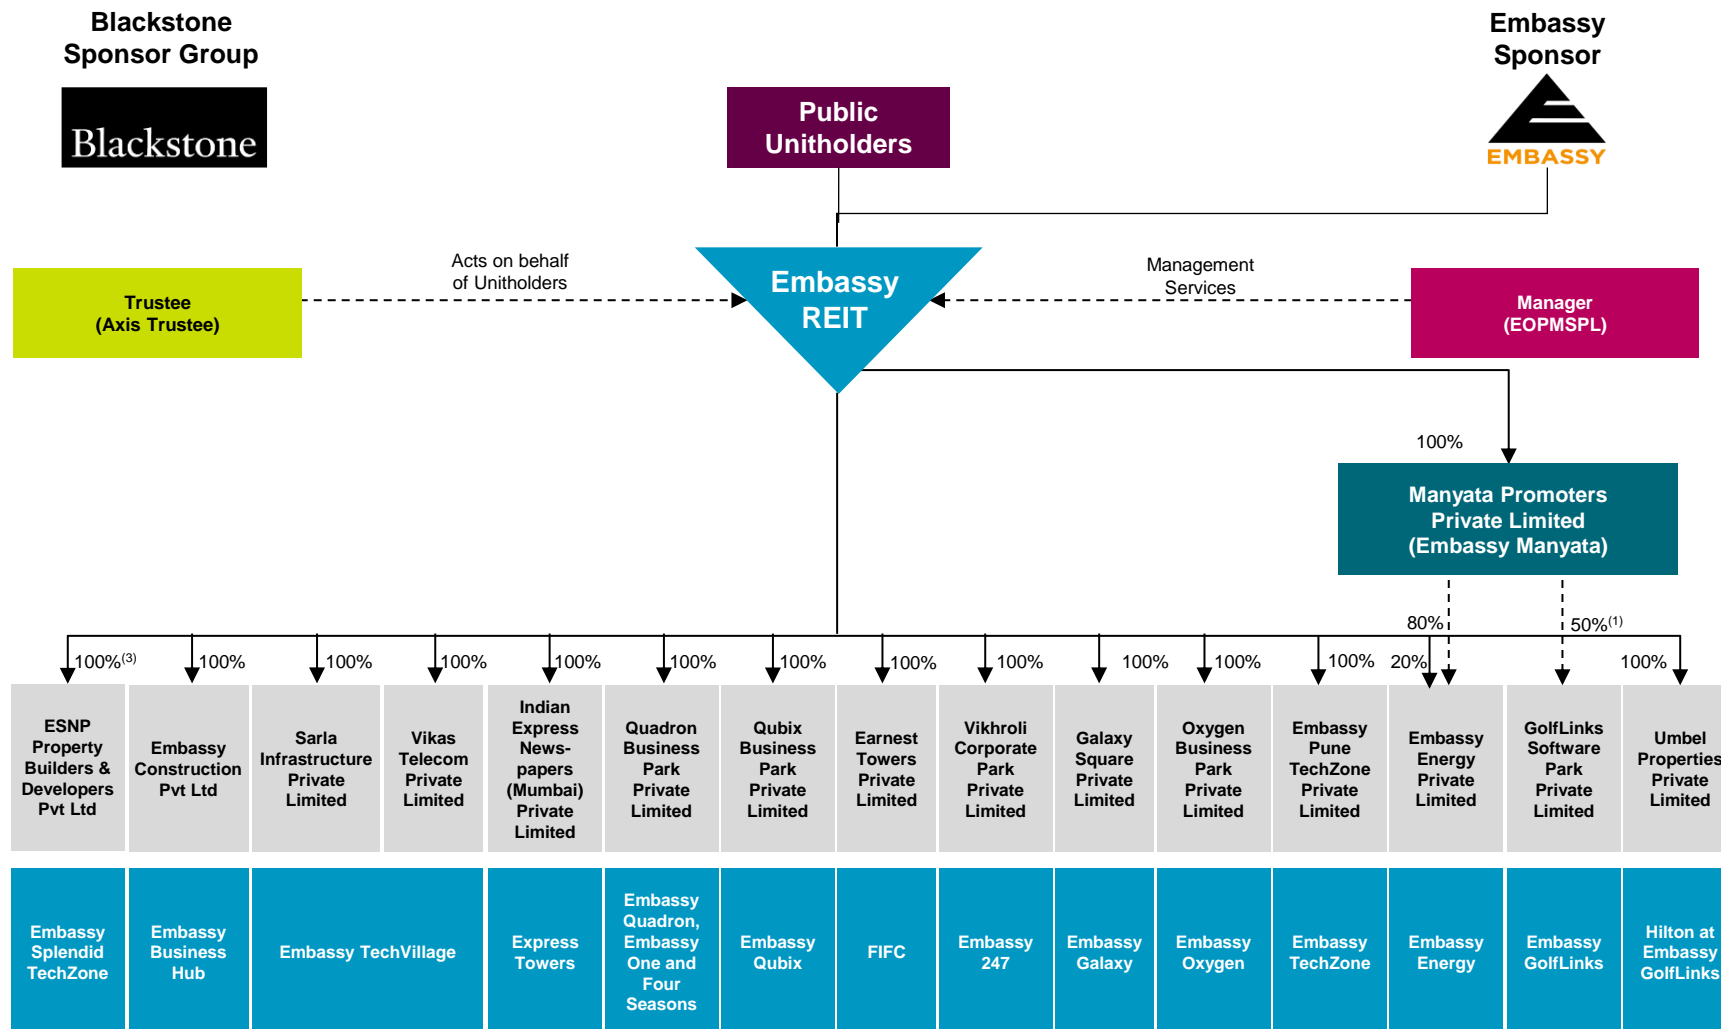 Blackstone
Sponsor Group
Blackstone
Public
Unitholders
Embassy
Sponsor
EMBASSY
Trustee
(Axis Trustee)
Acts on behalf
of Unitholders
Embassy
REIT
Management
Services
Manager
(EOPMSPL)
100%
Manyata Promoters
Private Limited
(Embassy Manyata)
80%
50%(1)
100%(3)
100%
100%
100%
100%
100%
100%
100%
100%
100%
100%
100%
20%
100%
ESNP
Property
Builders &
Developers
Pvt Ltd
Embassy
Construction
Pvt Ltd
Sarla
Infrastructure
Private
Limited
Vikas
Telecom
Private
Limited
Indian
Express
News-
papers
(Mumbai)
Private
Limited
Quadron
Business
Park
Private
Limited
Qubix
Business
Park
Private
Limited
Earnest
Towers
Private
Limited
Vikhroli
Corporate
Park
Private
Limited
Galaxy
Square
Private
Limited
Oxygen
Business
Park
Private
Limited
Embassy
Pune
TechZone
Private
Limited
Embassy
Energy
Private
Limited
GolfLinks
Software
Park
Private
Limited
Umbel
Properties
Private
Limited
Embassy
Splendid
TechZone
Embassy
Business
Hub
Embassy TechVillage
Express
Towers
Embassy
Quadron,
Embassy
One and
Four
Seasons
Embassy
Qubix
FIFC
Embassy
247
Embassy
Galaxy
Embassy
Oxygen
Embassy
TechZone
Embassy
Energy
Embassy
GolfLinks
Hilton at
Embassy
GolfLinks